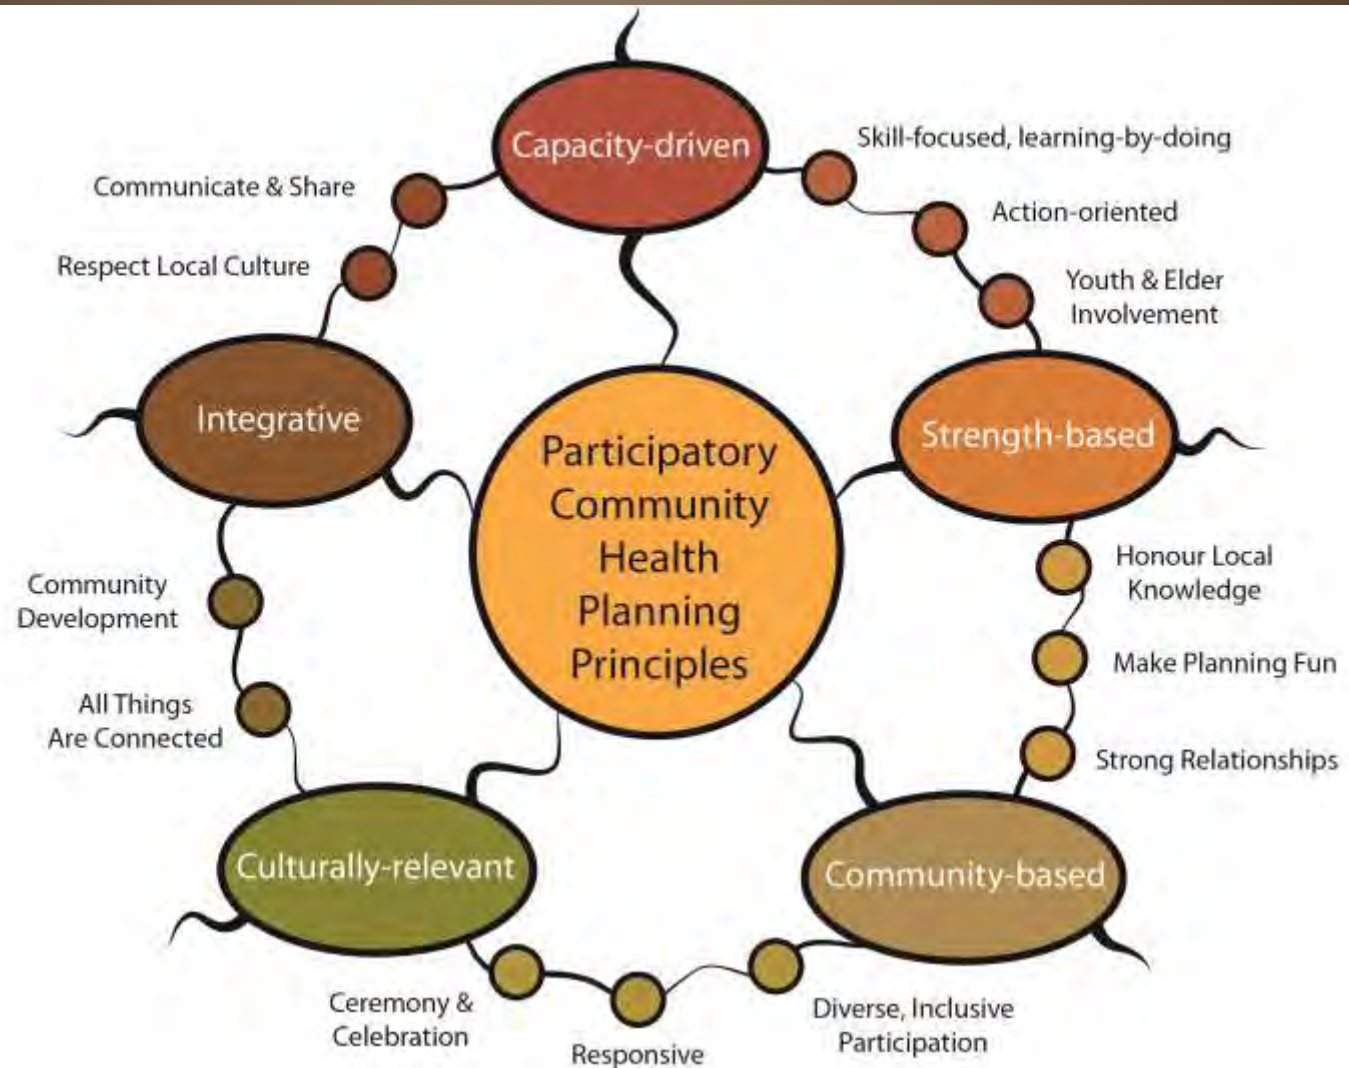 Capacity-driven
Skill-focused, learning-by-doing
Action-oriented
Youth & Elder
Involvement
Strength-based
Honour Local
Knowledge
Make Planning Fun
Strong Relationships
Community-based
Diverse, Inclusive
Participation
Responsive
Ceremony &
Celebration
Culturally-relevant
All Things
Are Connected
Community
Development
Integrative
Respect Local Culture
Communicate & Share
Participatory
Community
Health
Planning
Principles